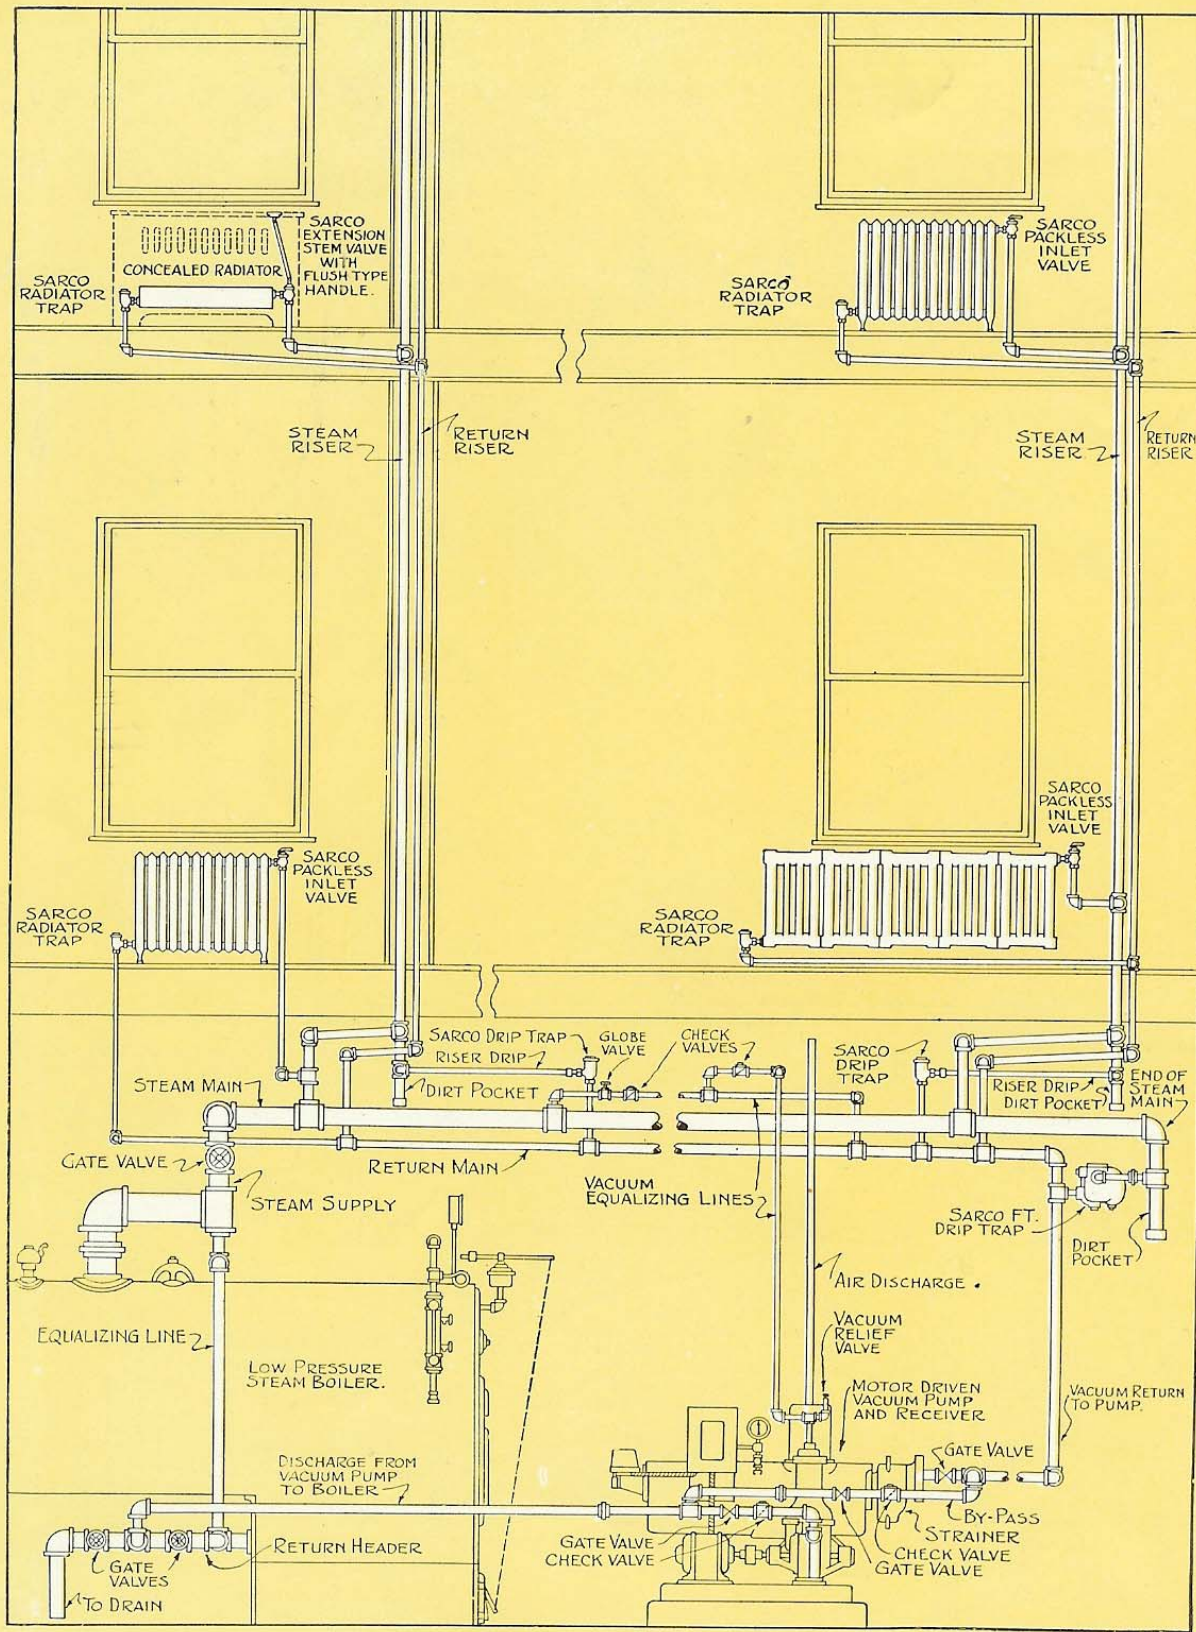 SARCO
EXTENSION
STEM VALVE
WITH
FLUSH TYPE
HANDLE.
CONCEALED RADIATOR
SARCO
RADIATOR
TRAP
SARCO
PACKLESS
INLET
VALVE
SARCO
RADIATOR
TRAP
STEAM
RISER
RETURN
RISER
STEAM
RISER
RETURN
RISER
SARCO
PACKLESS
INLET
VALVE
SARCO
RADIATOR
TRAP
SARCO
PACKLESS
INLET
VALVE
SARCO
RADIATOR
TRAP
SARCO DRIP TRAP
RISER DRIP
GLOBE
VALVE
CHECK
VALVES
SARCO
DRIP
TRAP
RISER DRIP
DIRT POCKET
END OF
STEAM
MAIN
STEAM MAIN
DIRT POCKET
GATE VALVE
RETURN MAIN
VACUUM
EQUALIZING LINES
STEAM SUPPLY
SARCO FT.
DRIP TRAP
DIRT
POCKET
AIR DISCHARGE.
EQUALIZING LINE
VACUUM
RELIEF
VALVE
LOW PRESSURE
STEAM BOILER.
MOTOR DRIVEN
VACUUM PUMP
AND RECEIVER
VACUUM RETURN
TO PUMP.
DISCHARGE FROM
VACUUM PUMP
TO BOILER
GATE VALVE
BY-PASS
STRAINER
GATE VALVE
CHECK VALVE
CHECK VALVE
GATE VALVE
RETURN HEADER
GATE
VALVES
TO DRAIN